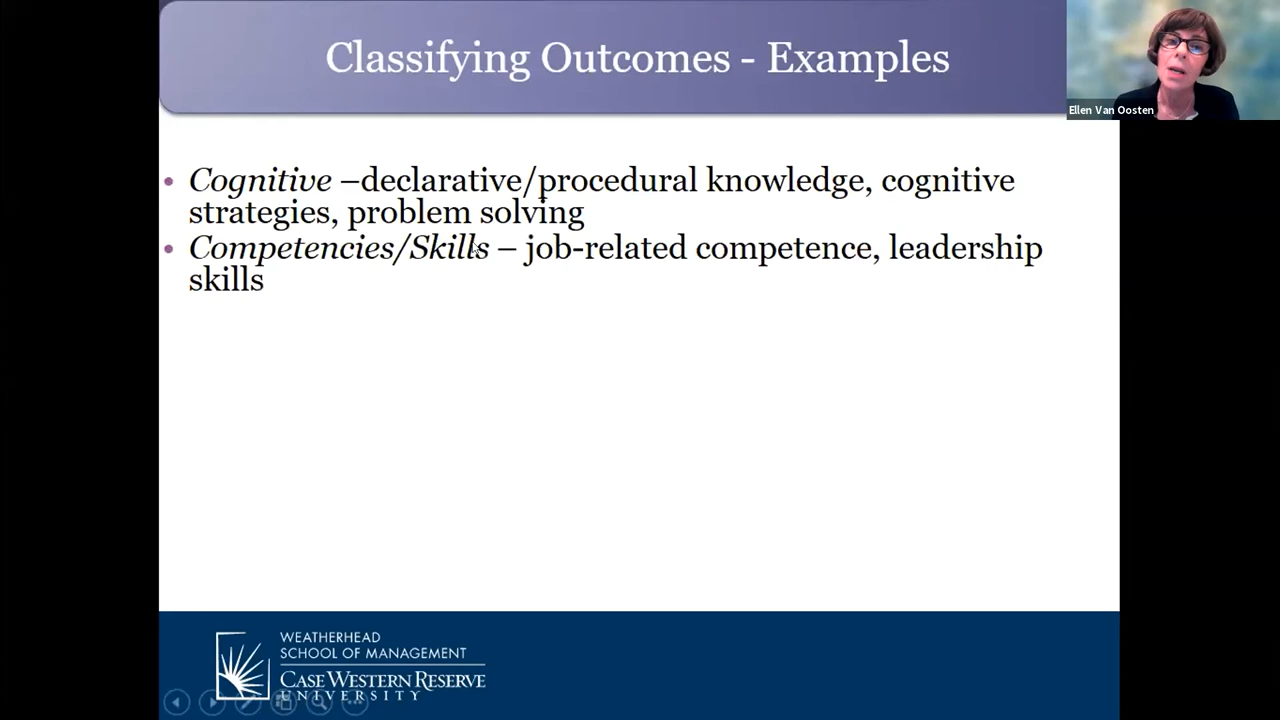 Classifying Outcomes - Examples
Ellen Van Oosten
• Cognitive –declarative/procedural knowledge, cognitive
strategies, problem solving
• Competencies/Skills – job-related competence, leadership
skills
WEATHERHEAD
SCHOOL OF MANAGEMENT
CASE WESTERN RESERVE
UNIVERSITY